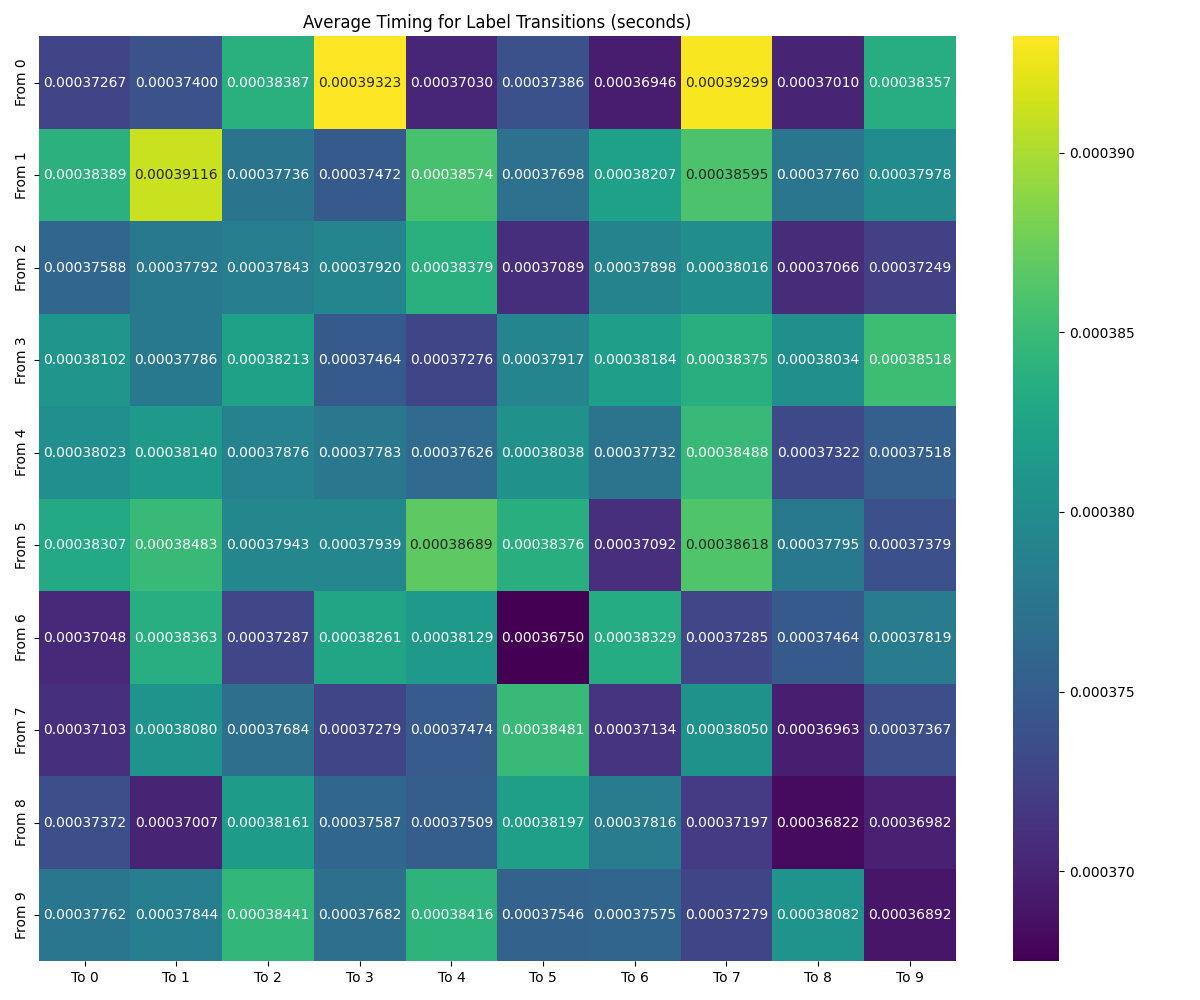 Average Timing for Label Transitions (seconds)
From 0 0.00037267 0.00037400 0.00038387 0.00039323 0.00037030 0.00037386 0.00036946 0.00039299 0.00037010 0.00038357
From 1 0.00038389 0.00039116 0.00037736 0.00037472 0.00038574 0.00037698 0.00038207 0.00038595 0.00037760 0.00037978
From 2 0.00037588 0.00037792 0.00037843 0.00037920 0.00038379 0.00037089 0.00037898 0.00038016 0.00037066 0.00037249
From 3 0.00038102 0.00037786 0.00038213 0.00037464 0.00037276 0.00037917 0.00038184 0.00038375 0.00038034 0.00038518
From 4 0.00038023 0.00038140 0.00037876 0.00037783 0.00037626 0.00038038 0.00037732 0.00038488 0.00037322 0.00037518
From 5 0.00038307 0.00038483 0.00037943 0.00037939 0.00038689 0.00038376 0.00037092 0.00038618 0.00037795 0.00037379
From 6 0.00037048 0.00038363 0.00037287 0.00038261 0.00038129 0.00036750 0.00038329 0.00037285 0.00037464 0.00037819
From 7 0.00037103 0.00038080 0.00037684 0.00037279 0.00037474 0.00038481 0.00037134 0.00038050 0.00036963 0.00037367
From 8 0.00037372 0.00037007 0.00038161 0.00037587 0.00037509 0.00038197 0.00037816 0.00037197 0.00036822 0.00036982
From 9 0.00037762 0.00037844 0.00038441 0.00037682 0.00038416 0.00037546 0.00037575 0.00037279 0.00038082 0.00036892
To 0 To 1 To 2 To 3 To 4 To 5 To 6 To 7 To 8 To 9
0.000390
0.000385
0.000380
0.000375
0.000370